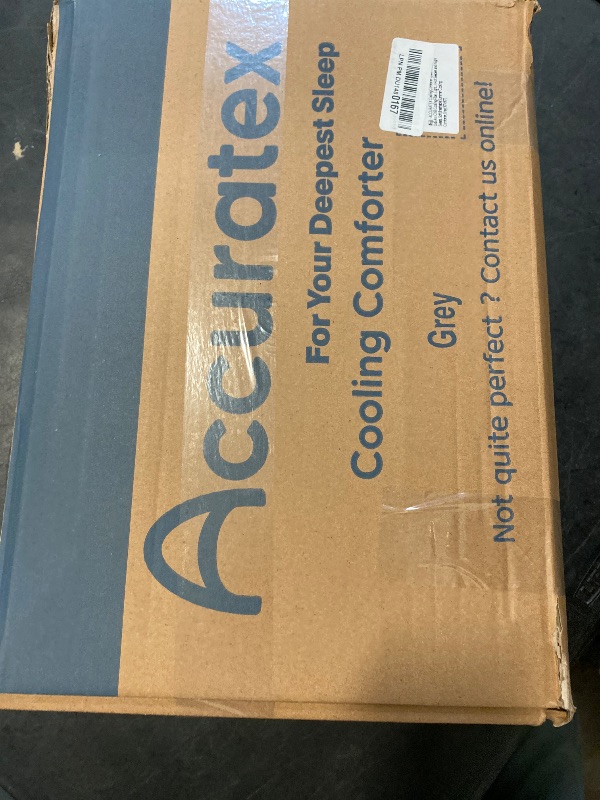 Accuratex
For Your Deepest Sleep
Cooling Comforter
Grey
Not quite perfect ? Contact us online!